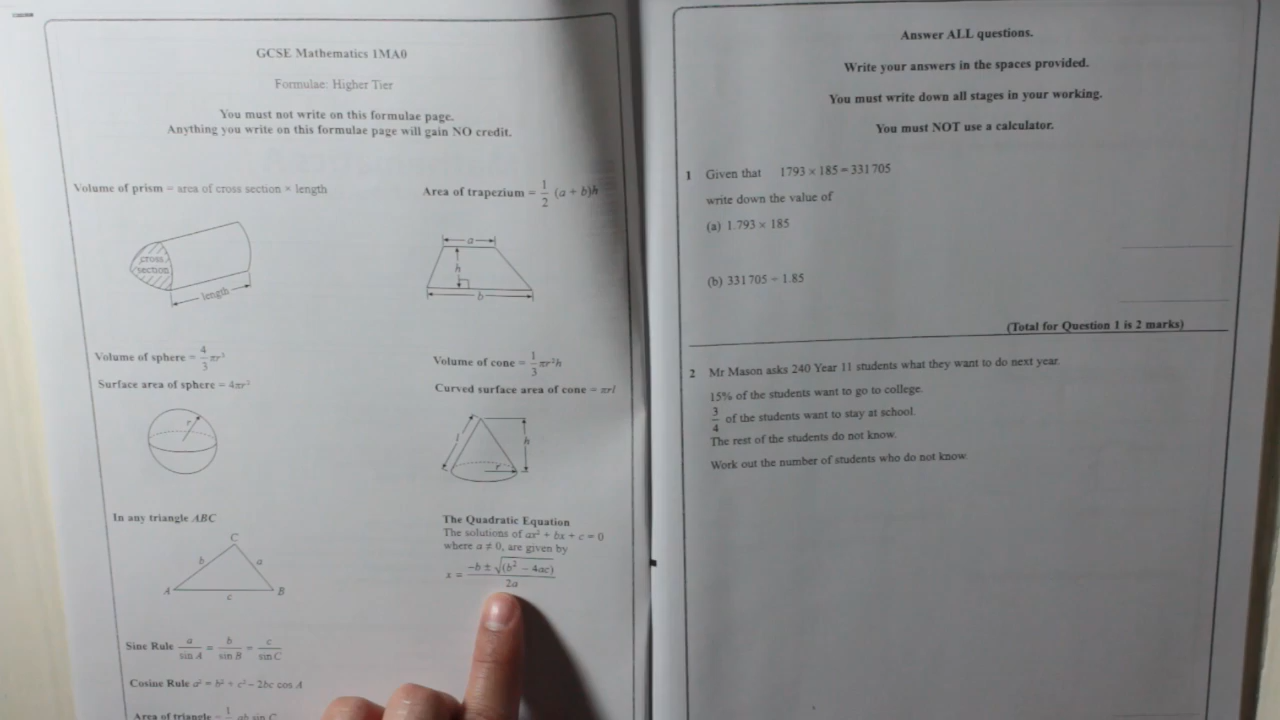 GCSE Mathematics 1MA0
Formulae: Higher Tier
You must not write on this formulae page.
Anything you write on this formulae page will gain NO credit.
Volume of prism = area of cross section × length
Area of trapezium = 1/2 (a + b)h
cross
section
length
a
h
b
Volume of sphere = 4/3 πr³
Surface area of sphere = 4πr²
r
Volume of cone = 1/3 πr²h
Curved surface area of cone = πrl
l
h
r
In any triangle ABC
C
b
a
A
c
B
The Quadratic Equation
The solutions of ax² + bx + c = 0
where a ≠ 0, are given by
x = −b ± √(b² − 4ac) / 2a
Sine Rule a/sin A = b/sin B = c/sin C
Cosine Rule a² = b² + c² − 2bc cos A
Area of triangle = 1 ab sin C
Answer ALL questions.
Write your answers in the spaces provided.
You must write down all stages in your working.
You must NOT use a calculator.
1 Given that 1793 × 185 = 331 705
write down the value of
(a) 1.793 × 185
(b) 331 705 ÷ 1.85
(Total for Question 1 is 2 marks)
2 Mr Mason asks 240 Year 11 students what they want to do next year.
15% of the students want to go to college.
3/4 of the students want to stay at school.
The rest of the students do not know.
Work out the number of students who do not know.